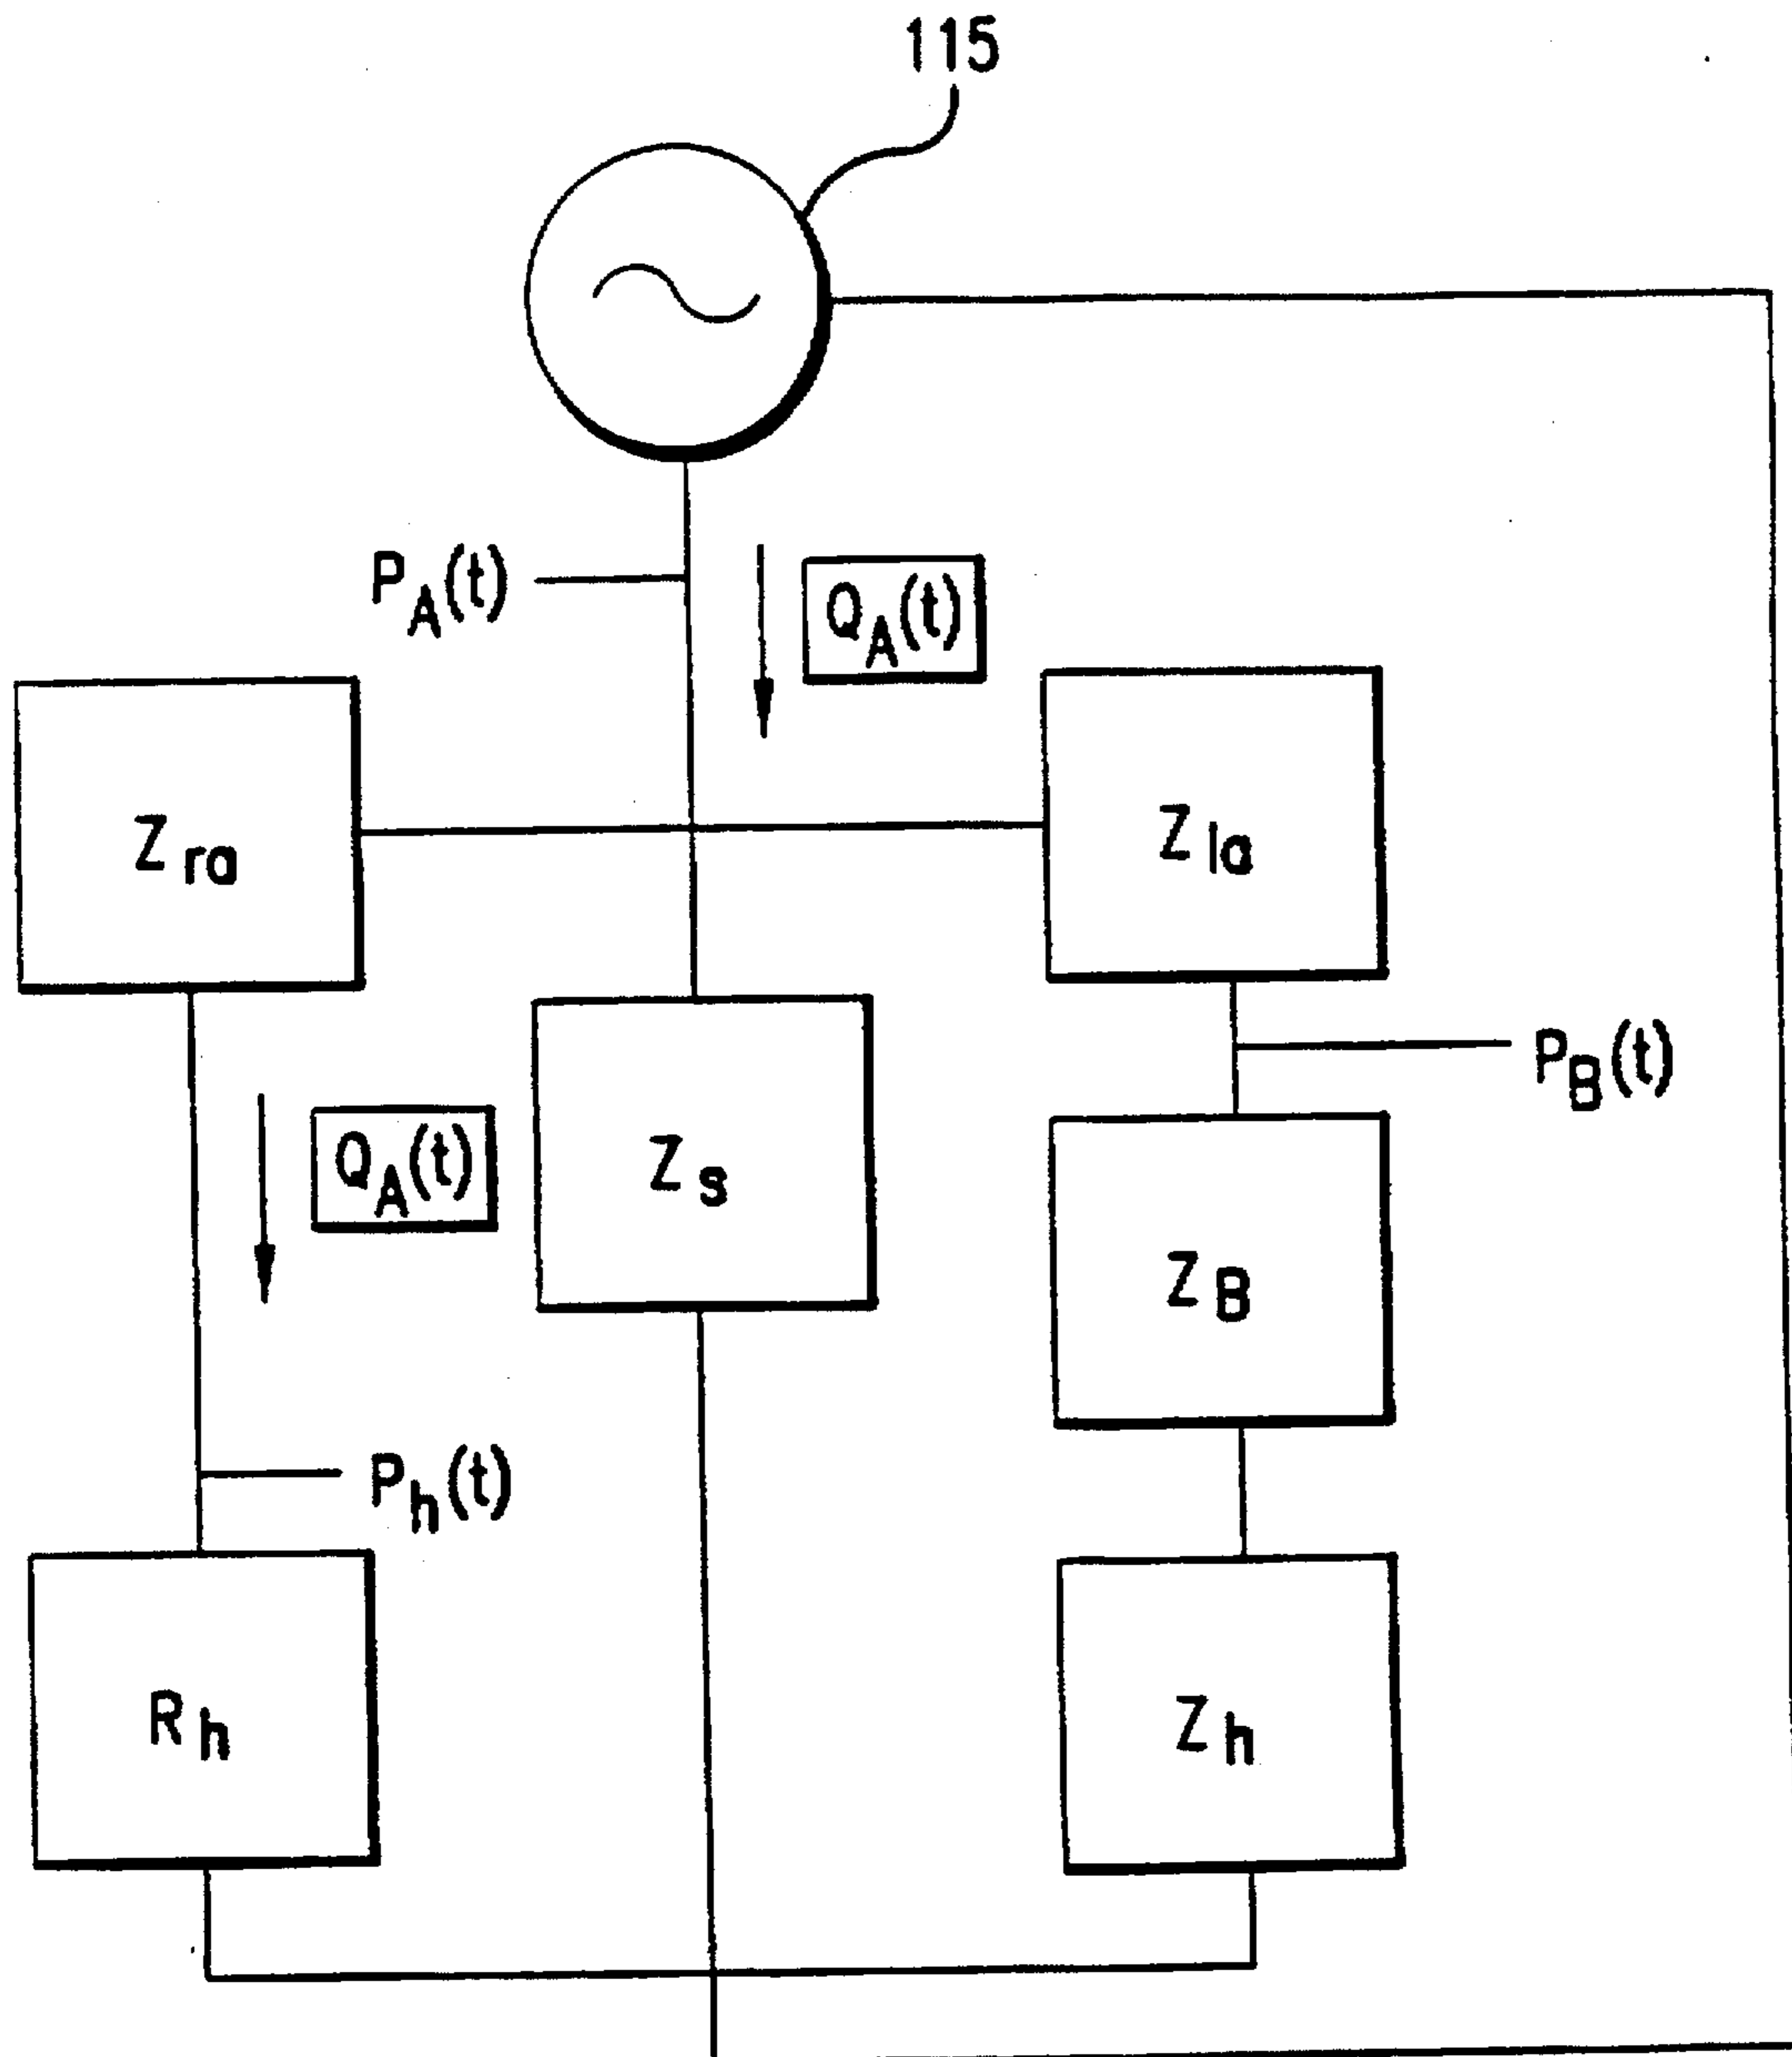 115
P_A(t)
Q_A(t)
Z_ra
Z_la
P_B(t)
Q_A(t)
Z_s
Z_B
P_h(t)
R_h
Z_h